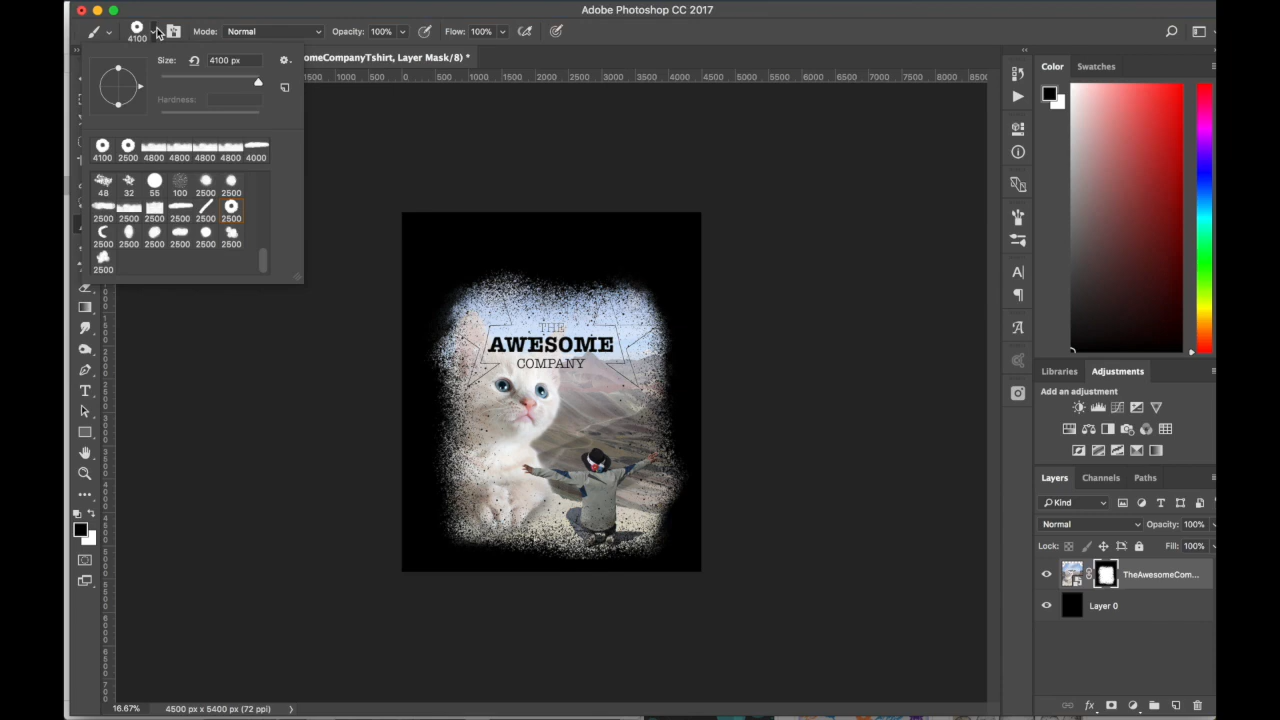 Adobe Photoshop CC 2017
4100
Mode: Normal Opacity: 100% Flow: 100%
omeCompanyTshirt, Layer Mask/8) *
Size: 4100 px
Hardness:
4100 2500 4800 4800 4800 4800 4000
48 32 55 100 2500 2500
2500 2500 2500 2500 2500 2500
2500 2500 2500 2500 2500 2500
2500
1500 1000 500 0 500 1000 1500 2000 2500 3000 3500 4000 4500 5000 5500 6000 6500 7000 7500 8000 850
THE
AWESOME
COMPANY
Color Swatches
Libraries Adjustments
Add an adjustment
Layers Channels Paths
Kind
Normal Opacity: 100%
Lock: Fill: 100%
TheAwesomeCom...
Layer 0
16.67% 4500 px x 5400 px (72 ppi)